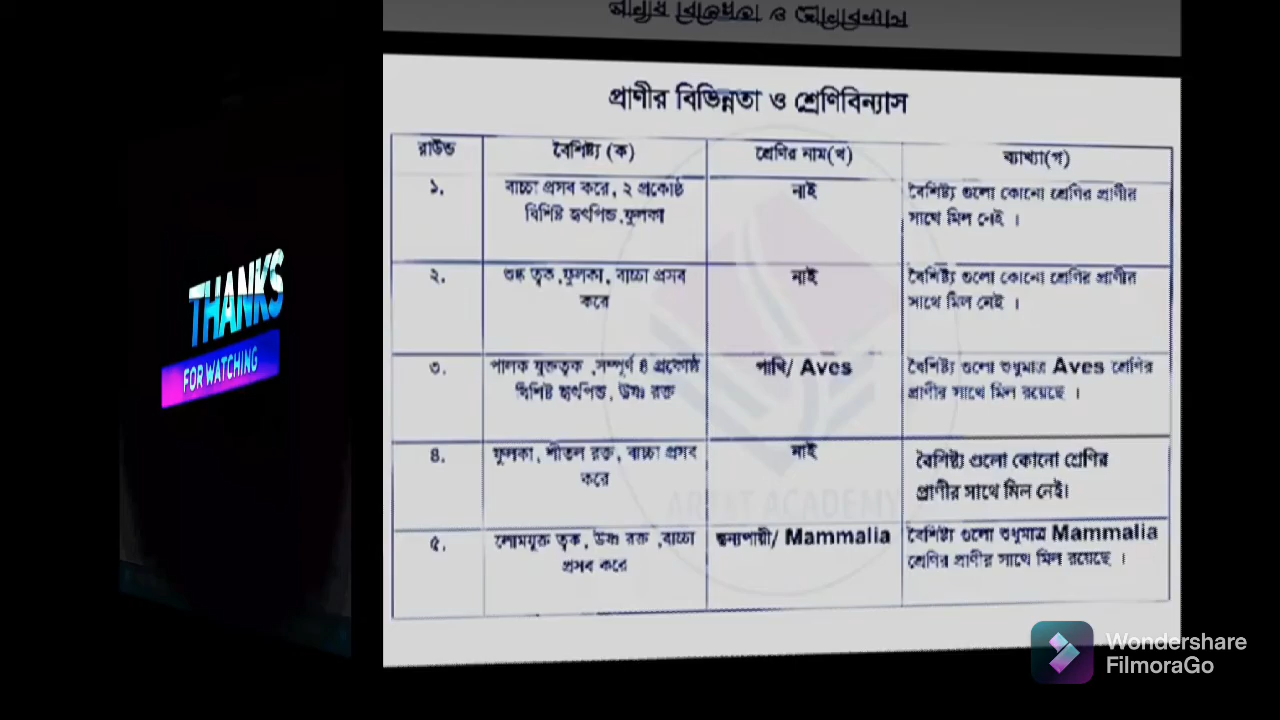 প্রাণীর বিভিন্নতা ও শ্রেণিবিন্যাস
রাউন্ড বৈশিষ্ট্য (ক) শ্রেণির নাম(খ) ব্যাখ্যা(গ)
১. বাচ্চা প্রসব করে, ২ প্রকোষ্ঠ নাই বৈশিষ্ট্য গুলো কোনো শ্রেণির প্রাণীর
বিশিষ্ট হৃৎপিন্ড,ফুলকা সাথে মিল নেই ।
২. শুষ্ক ত্বক,ফুলকা, বাচ্চা প্রসব নাই বৈশিষ্ট্য গুলো কোনো শ্রেণির প্রাণীর
করে সাথে মিল নেই ।
৩. পালক যুক্তত্বক ,সম্পূর্ণ ৪ প্রকোষ্ঠ পাখি/ Aves বৈশিষ্ট্য গুলো শুধুমাত্র Aves শ্রেণির
বিশিষ্ট হৃৎপিন্ড, উষ্ণ রক্ত প্রাণীর সাথে মিল রয়েছে ।
৪. ফুলকা, শীতল রক্ত, বাচ্চা প্রসব নাই বৈশিষ্ট্য গুলো কোনো শ্রেণির
করে প্রাণীর সাথে মিল নেই।
৫. লোমযুক্ত ত্বক, উষ্ণ রক্ত ,বাচ্চা স্তন্যপায়ী/ Mammalia বৈশিষ্ট্য গুলো শুধুমাত্র Mammalia
প্রসব করে শ্রেণির প্রাণীর সাথে মিল রয়েছে ।
THANKS
FOR WATCHING
Wondershare
FilmoraGo